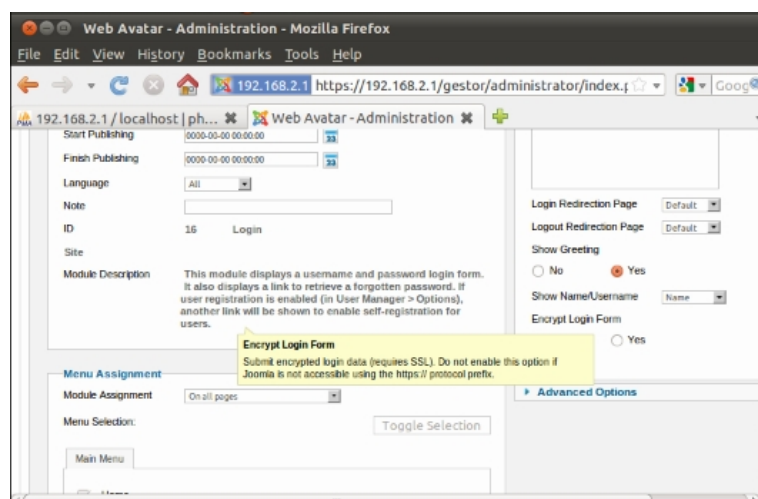 Web Avatar - Administration - Mozilla Firefox
File Edit View History Bookmarks Tools Help
192.168.2.1 https://192.168.2.1/gestor/administrator/index.p
Goog
192.168.2.1 / localhost | ph... Web Avatar - Administration
Start Publishing 0000-00-00 00:00:00 23
Finish Publishing 0000-00-00 00:00:00 23
Language All
Note
ID 16 Login
Site
Module Description This module displays a username and password login form.
It also displays a link to retrieve a forgotten password. If
user registration is enabled (in User Manager > Options),
another link will be shown to enable self-registration for
users.
Menu Assignment
Module Assignment On all pages
Menu Selection: Toggle Selection
Main Menu
Home
Login Redirection Page Default
Logout Redirection Page Default
Show Greeting
No Yes
Show Name/Username Name
Encrypt Login Form
Yes
Encrypt Login Form
Submit encrypted login data (requires SSL). Do not enable this option if
Joomla is not accessible using the https:// protocol prefix.
Advanced Options